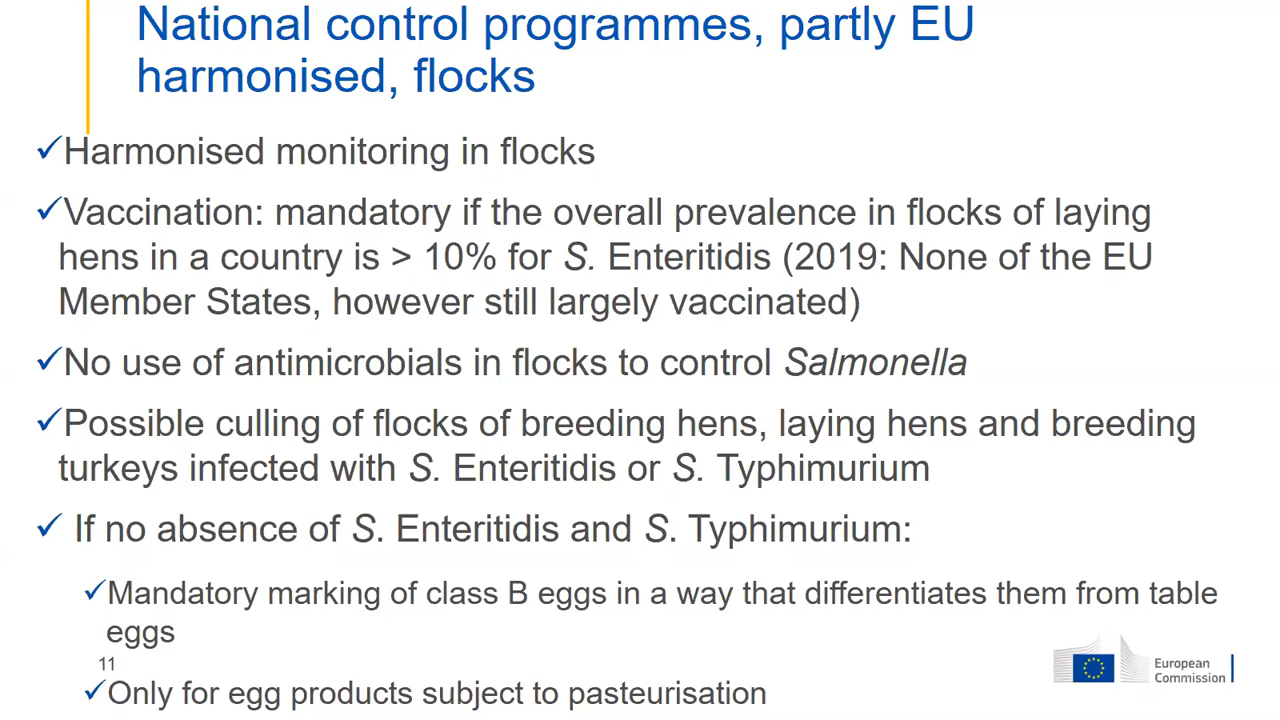 National control programmes, partly EU
harmonised, flocks
✓Harmonised monitoring in flocks
✓Vaccination: mandatory if the overall prevalence in flocks of laying
hens in a country is > 10% for S. Enteritidis (2019: None of the EU
Member States, however still largely vaccinated)
✓No use of antimicrobials in flocks to control Salmonella
✓Possible culling of flocks of breeding hens, laying hens and breeding
turkeys infected with S. Enteritidis or S. Typhimurium
✓ If no absence of S. Enteritidis and S. Typhimurium:
✓Mandatory marking of class B eggs in a way that differentiates them from table
eggs
11
✓Only for egg products subject to pasteurisation
European
Commission